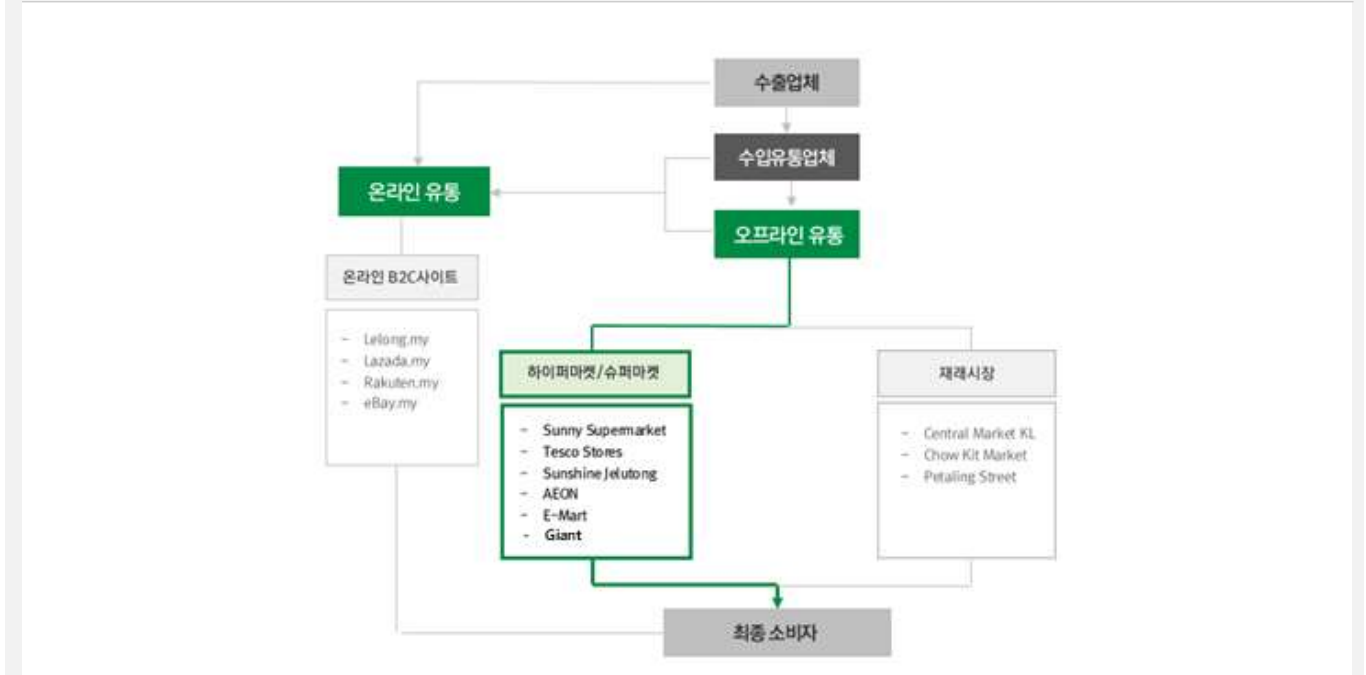 수출업체
수입유통업체
온라인 유통
오프라인 유통
온라인 B2C사이트
- Lelong.my
- Lazada.my
- Rakuten.my
- eBay.my
하이퍼마켓/슈퍼마켓
- Sunny Supermarket
- Tesco Stores
- Sunshine Jelutong
- AEON
- E-Mart
- Giant
재래시장
- Central Market KL
- Chow Kit Market
- Petaling Street
최종 소비자